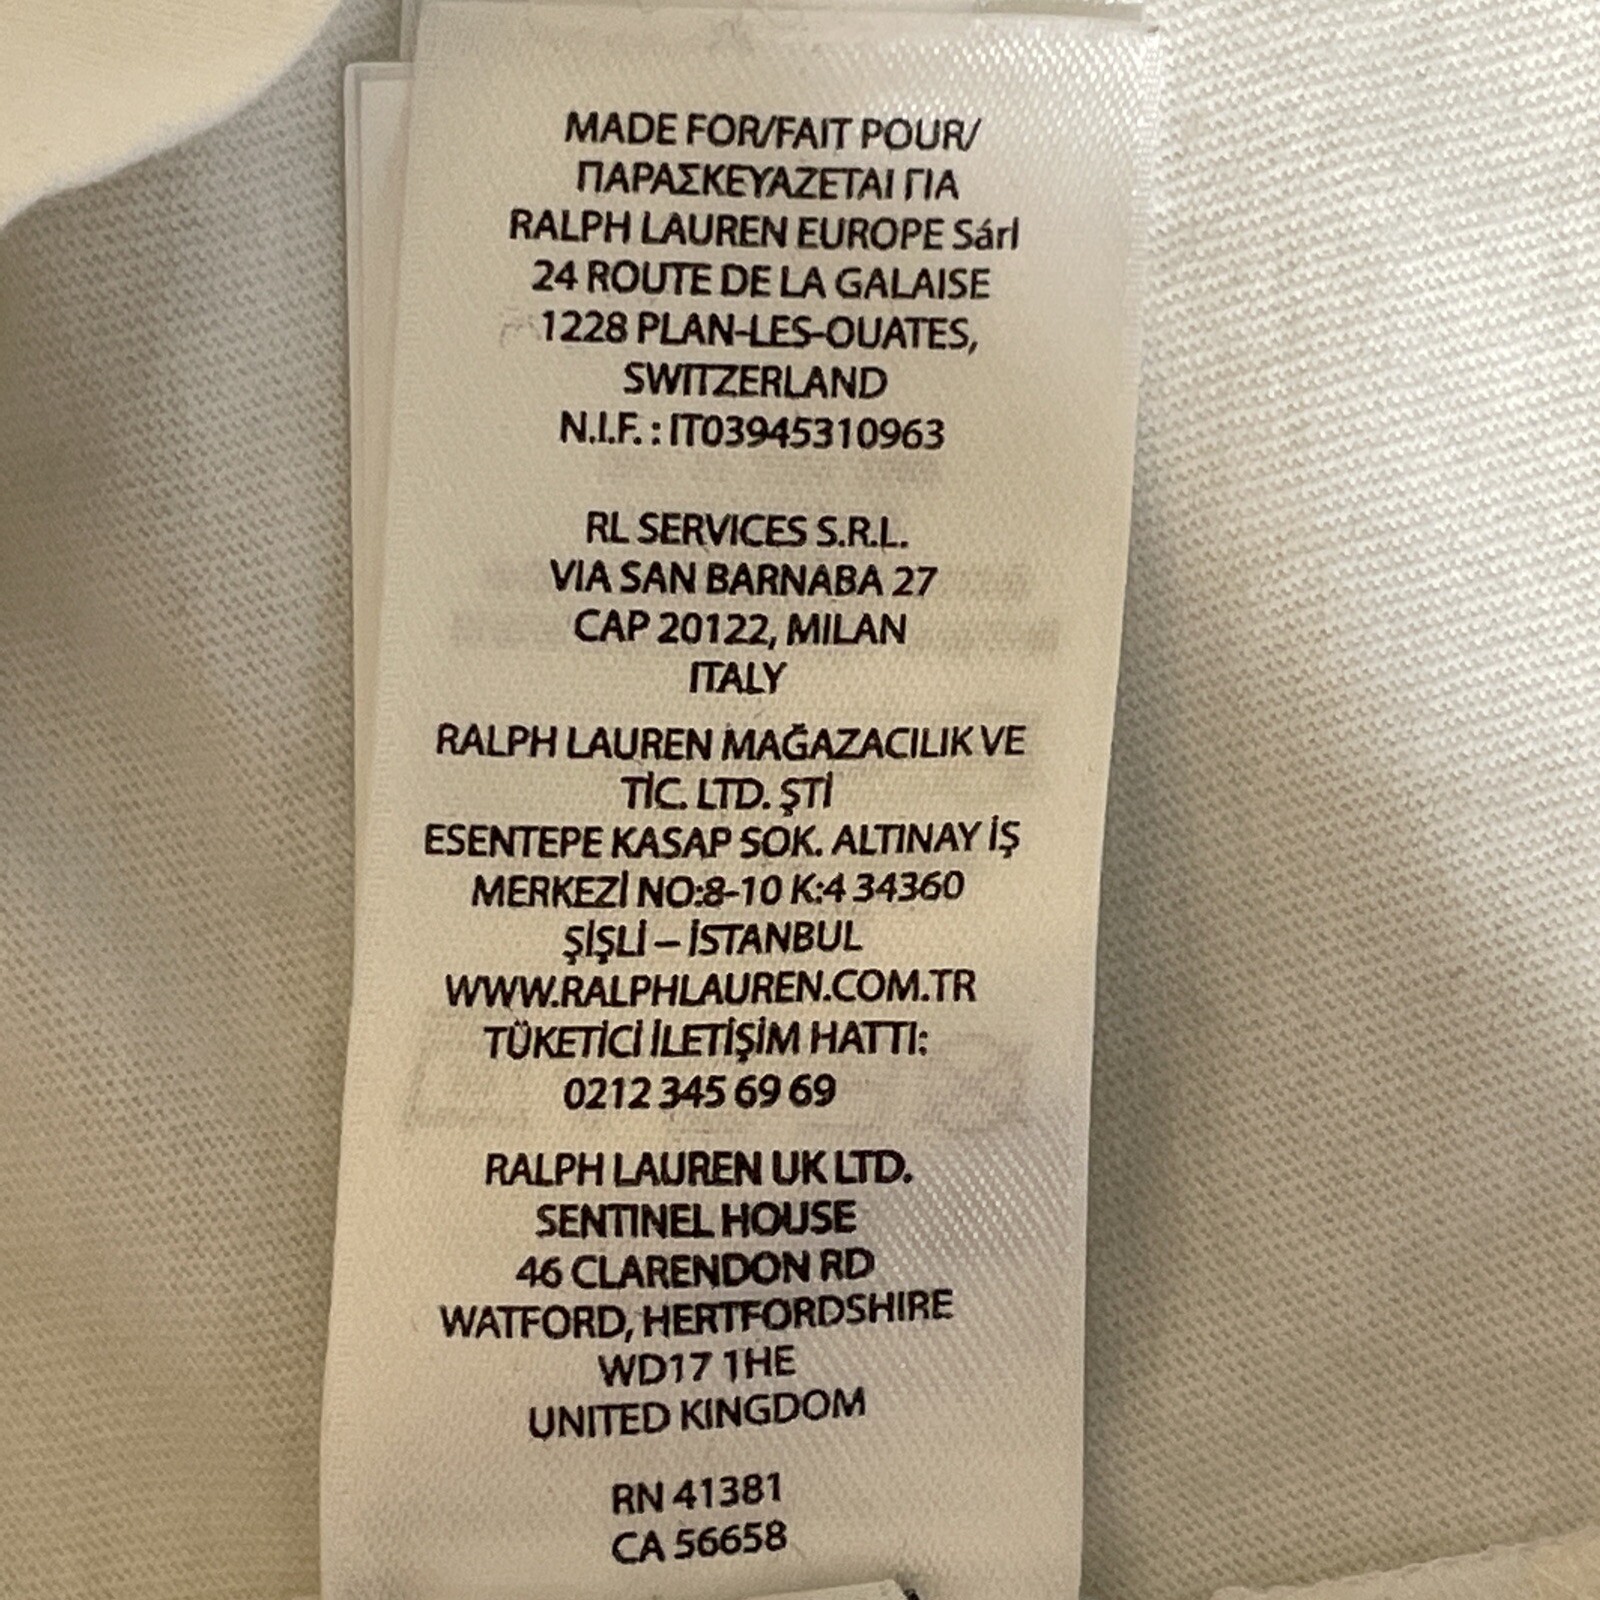 MADE FOR/FAIT POUR/
ΠΑΡΑΣΚΕΥΑΖΕΤΑΙ ΓΙΑ
RALPH LAUREN EUROPE Sárl
24 ROUTE DE LA GALAISE
1228 PLAN-LES-OUATES,
SWITZERLAND
N.I.F. : IT03945310963
RL SERVICES S.R.L.
VIA SAN BARNABA 27
CAP 20122, MILAN
ITALY
RALPH LAUREN MAĞAZACILIK VE
TİC. LTD. ŞTİ
ESENTEPE KASAP SOK. ALTINAY İŞ
MERKEZİ NO:8-10 K:4 34360
ŞİŞLİ – İSTANBUL
WWW.RALPHLAUREN.COM.TR
TÜKETİCİ İLETİŞİM HATTI:
0212 345 69 69
RALPH LAUREN UK LTD.
SENTINEL HOUSE
46 CLARENDON RD
WATFORD, HERTFORDSHIRE
WD17 1HE
UNITED KINGDOM
RN 41381
CA 56658